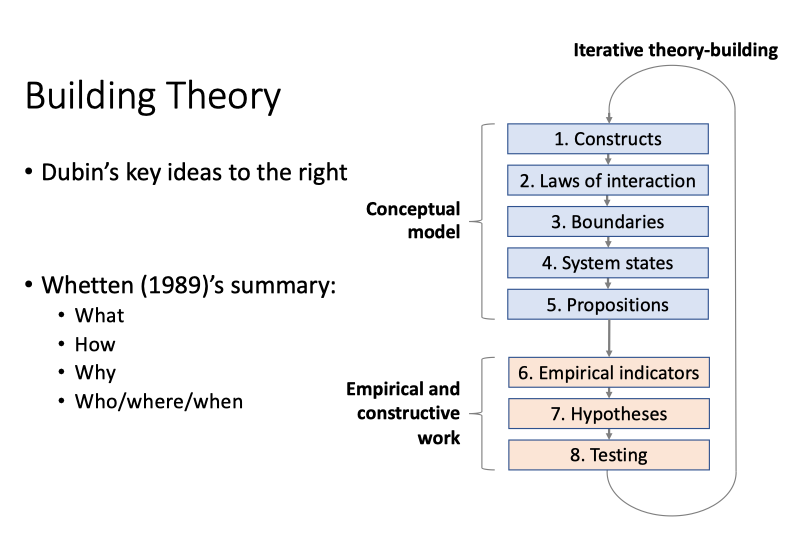 Building Theory
• Dubin’s key ideas to the right
• Whetten (1989)’s summary:
• What
• How
• Why
• Who/where/when
Iterative theory-building
Conceptual
model
1. Constructs
2. Laws of interaction
3. Boundaries
4. System states
5. Propositions
Empirical and
constructive
work
6. Empirical indicators
7. Hypotheses
8. Testing